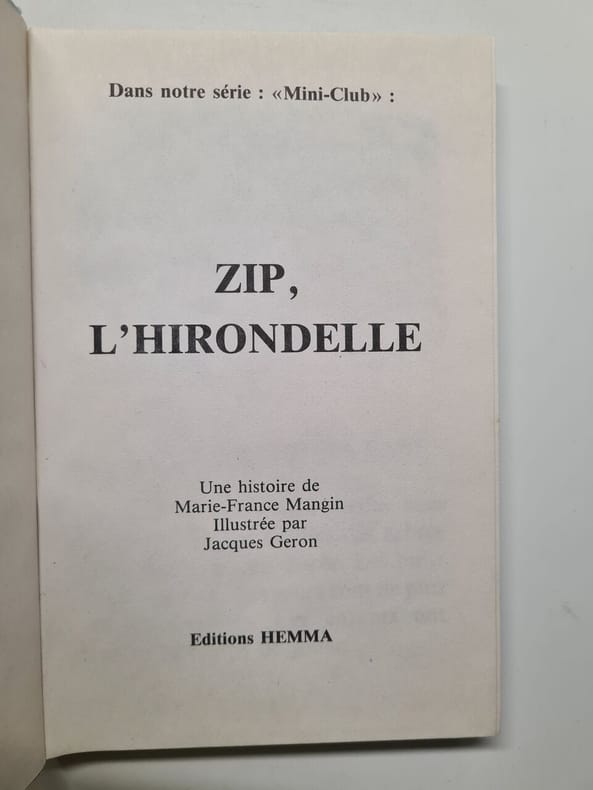 Dans notre série : «Mini-Club» :
ZIP,
L'HIRONDELLE
Une histoire de
Marie-France Mangin
Illustrée par
Jacques Geron
Editions HEMMA